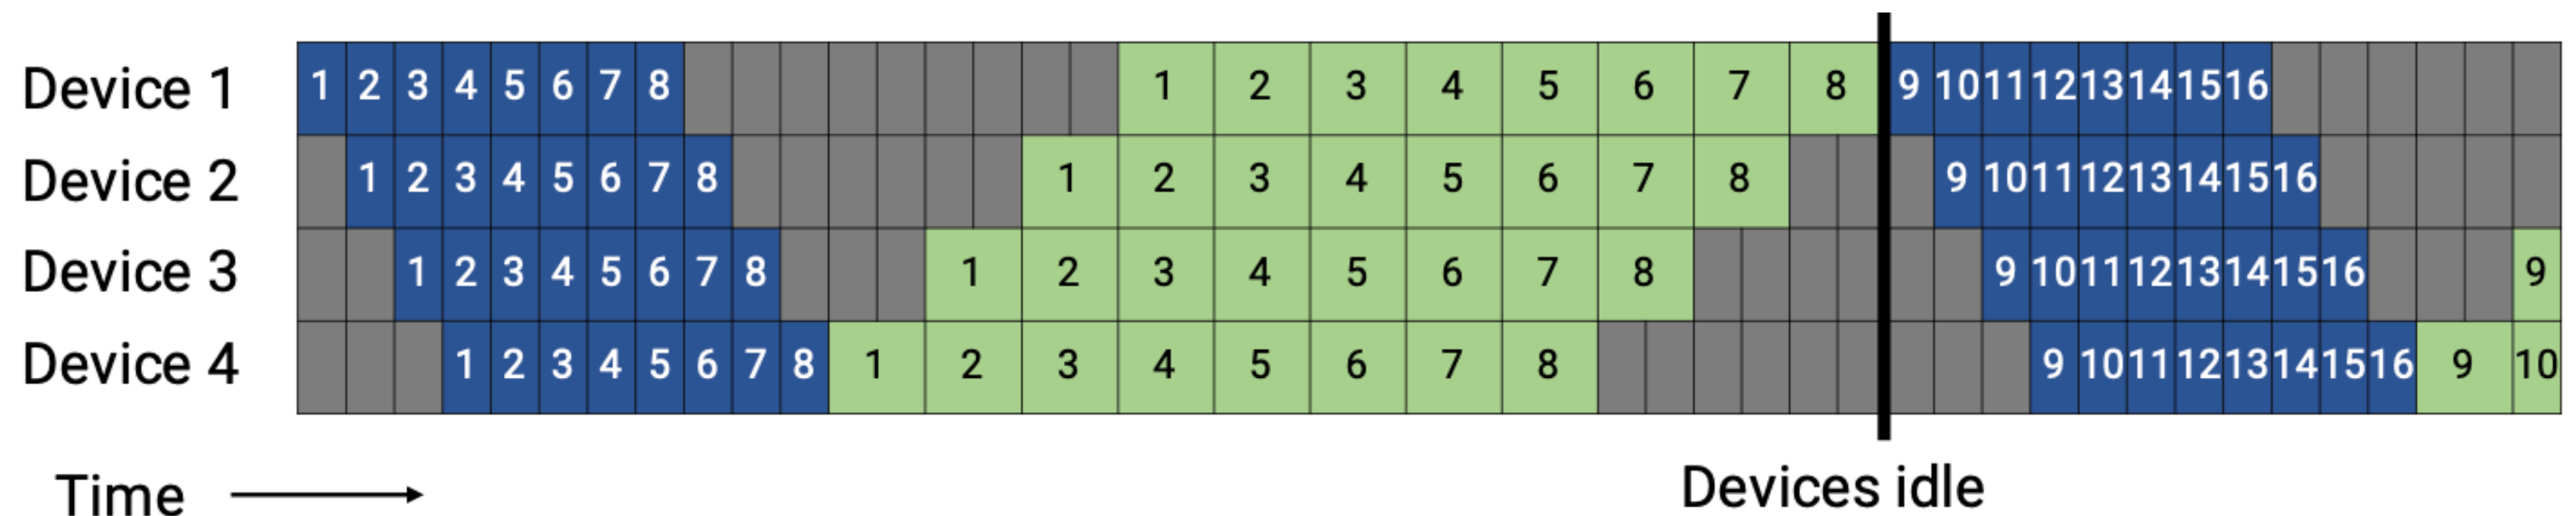 Device 1 1 2 3 4 5 6 7 8 1 2 3 4 5 6 7 8 9 10 11 12 13 14 15 16
Device 2 1 2 3 4 5 6 7 8 1 2 3 4 5 6 7 8 9 10 11 12 13 14 15 16
Device 3 1 2 3 4 5 6 7 8 1 2 3 4 5 6 7 8 9 10 11 12 13 14 15 16 9
Device 4 1 2 3 4 5 6 7 8 1 2 3 4 5 6 7 8 9 10 11 12 13 14 15 16 9 10
Time Devices idle